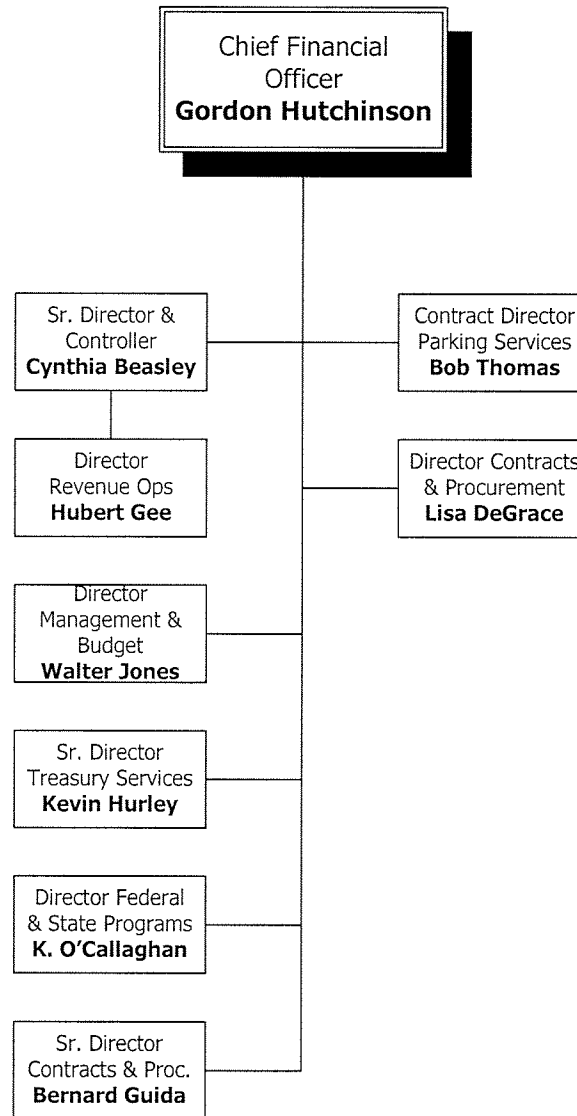 Chief Financial
Officer
Gordon Hutchinson
Sr. Director &
Controller
Cynthia Beasley
Contract Director
Parking Services
Bob Thomas
Director
Revenue Ops
Hubert Gee
Director Contracts
& Procurement
Lisa DeGrace
Director
Management &
Budget
Walter Jones
Sr. Director
Treasury Services
Kevin Hurley
Director Federal
& State Programs
K. O'Callaghan
Sr. Director
Contracts & Proc.
Bernard Guida